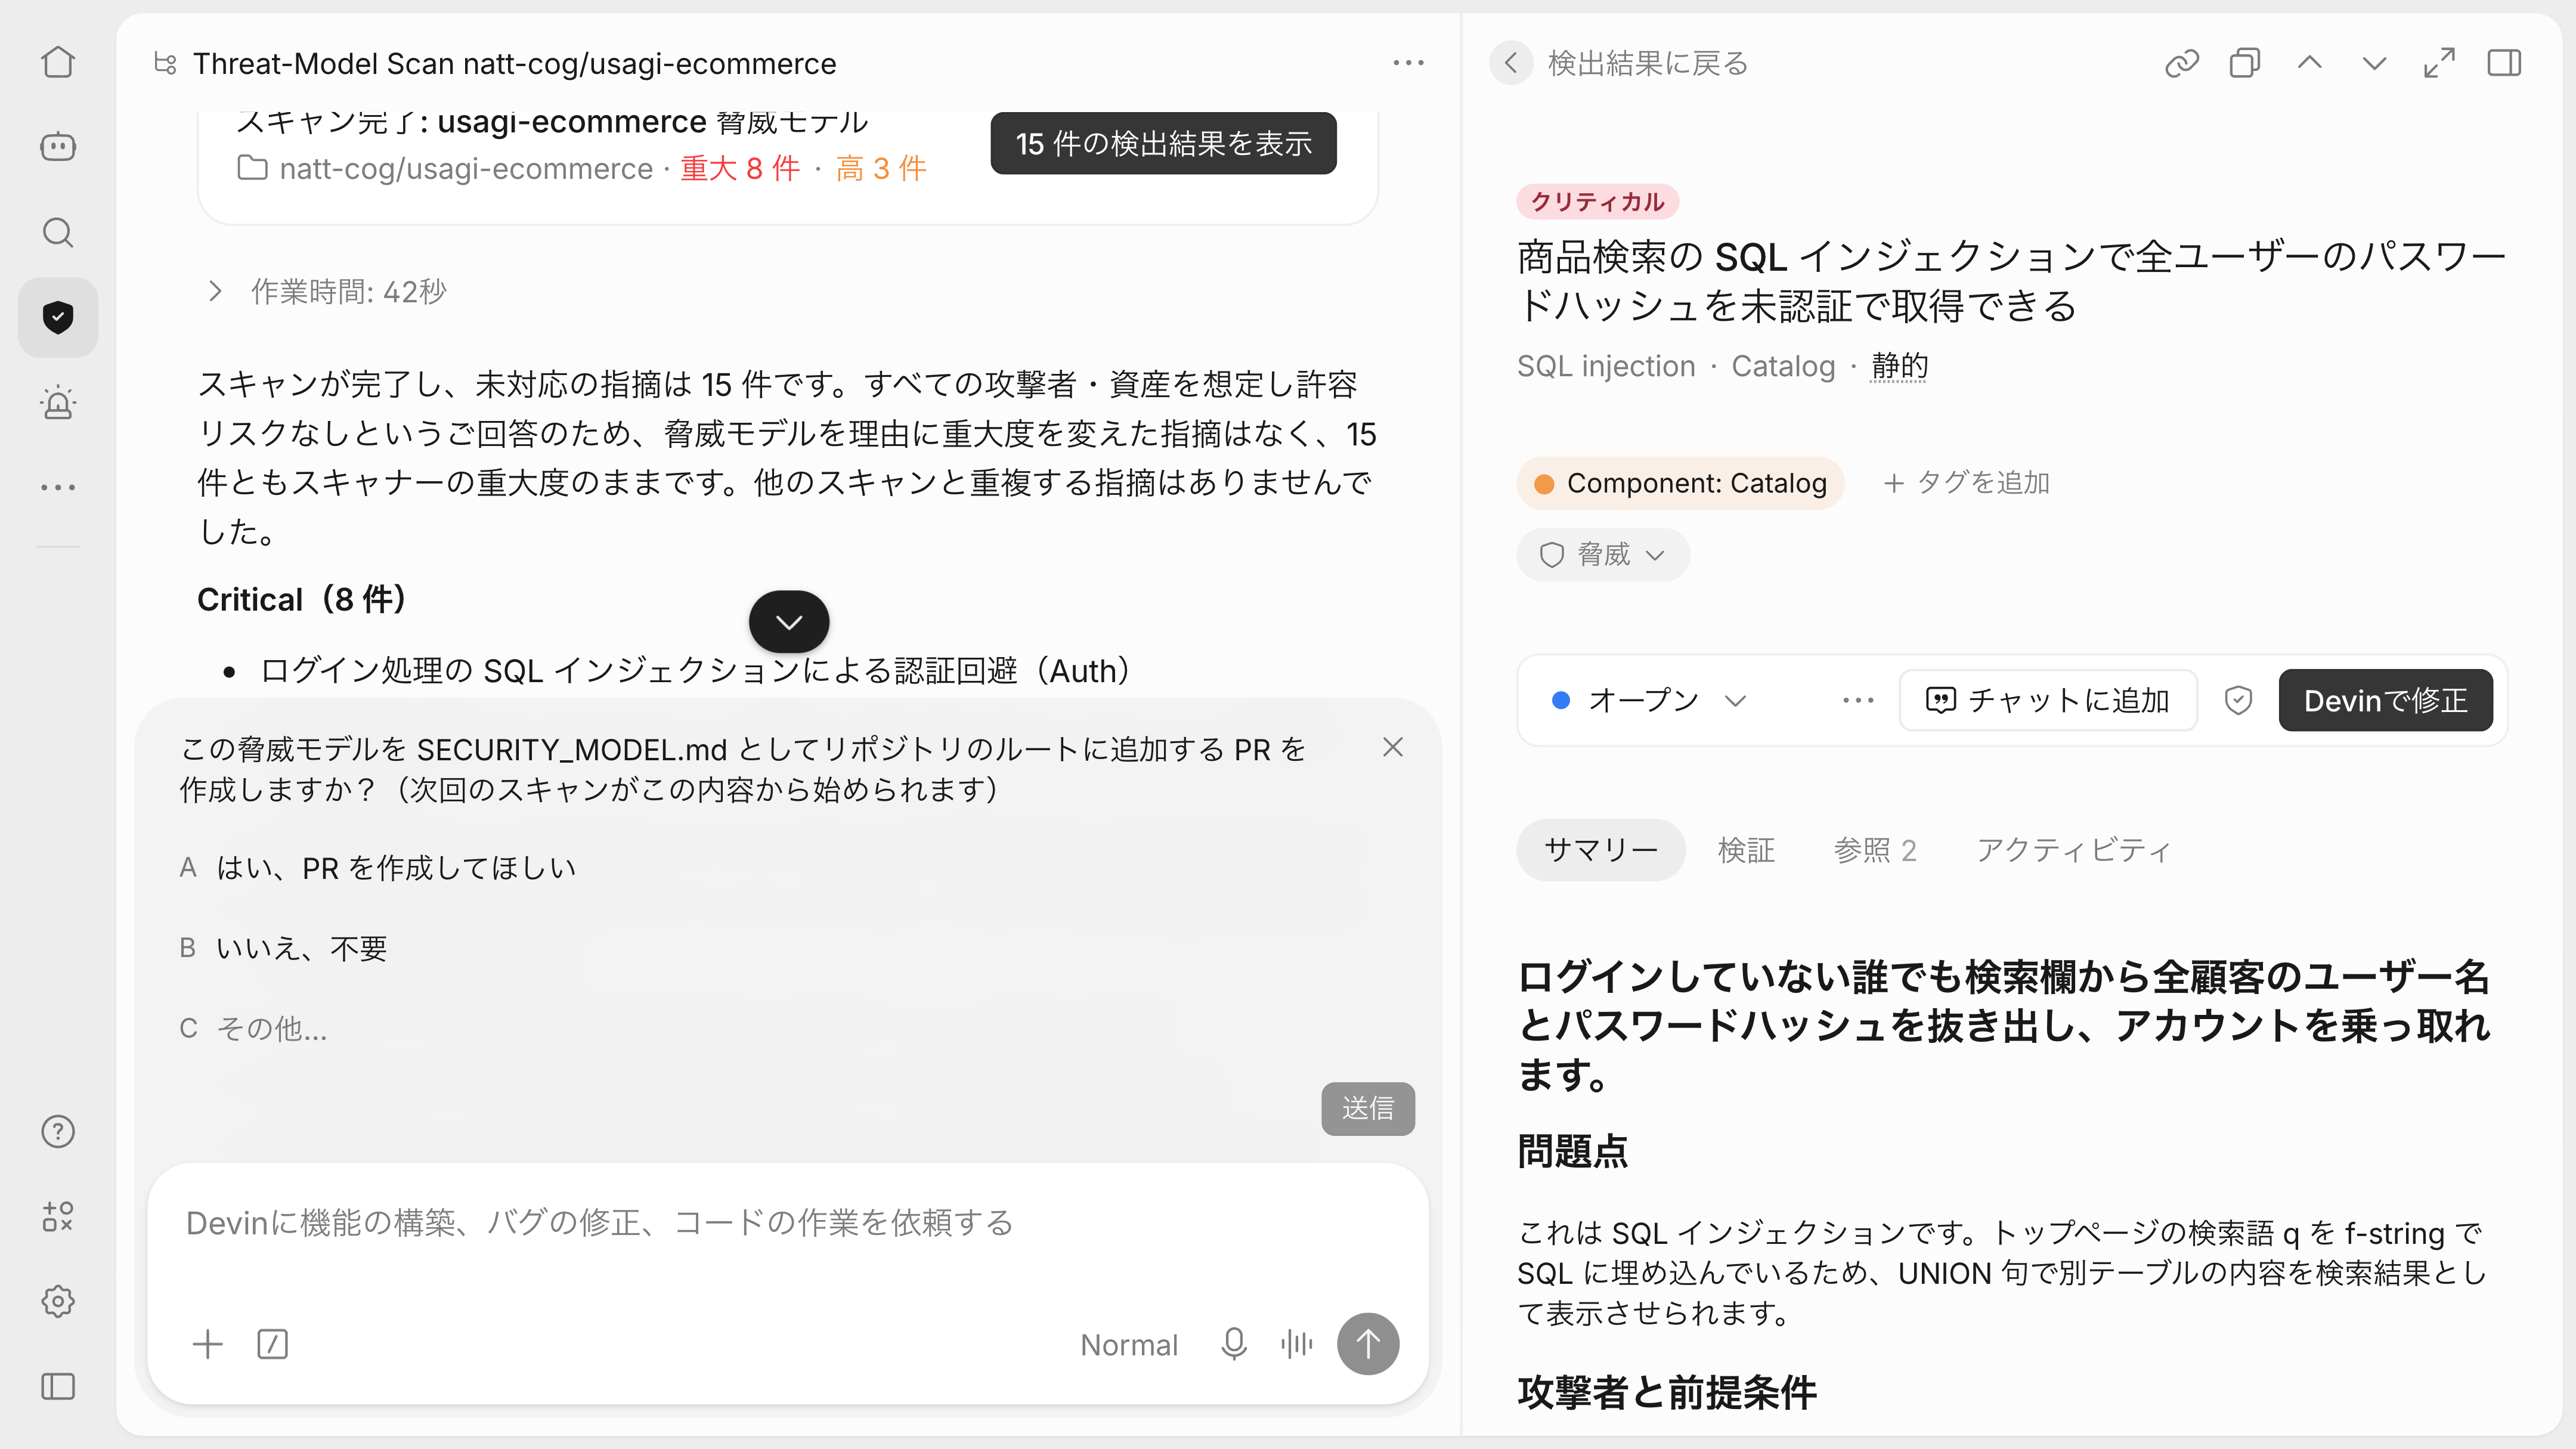 Threat-Model Scan natt-cog/usagi-ecommerce
スキャン完了: usagi-ecommerce 脅威モデル
natt-cog/usagi-ecommerce · 重大 8 件 · 高 3 件
15 件の検出結果を表示
作業時間: 42秒
スキャンが完了し、未対応の指摘は 15 件です。すべての攻撃者・資産を想定し許容
リスクなしというご回答のため、脅威モデルを理由に重大度を変えた指摘はなく、15
件ともスキャナーの重大度のままです。他のスキャンと重複する指摘はありませんで
した。
Critical（8 件）
• ログイン処理の SQL インジェクションによる認証回避（Auth）
この脅威モデルを SECURITY_MODEL.md としてリポジトリのルートに追加する PR を
作成しますか？（次回のスキャンがこの内容から始められます）
A はい、PR を作成してほしい
B いいえ、不要
C その他...
送信
Devinに機能の構築、バグの修正、コードの作業を依頼する
Normal
検出結果に戻る
クリティカル
商品検索の SQL インジェクションで全ユーザーのパスワー
ドハッシュを未認証で取得できる
SQL injection · Catalog · 静的
Component: Catalog
+ タグを追加
脅威
オープン
チャットに追加
Devinで修正
サマリー
検証
参照 2
アクティビティ
ログインしていない誰でも検索欄から全顧客のユーザー名
とパスワードハッシュを抜き出し、アカウントを乗っ取れ
ます。
問題点
これは SQL インジェクションです。トップページの検索語 q を f-string で
SQL に埋め込んでいるため、UNION 句で別テーブルの内容を検索結果とし
て表示させられます。
攻撃者と前提条件